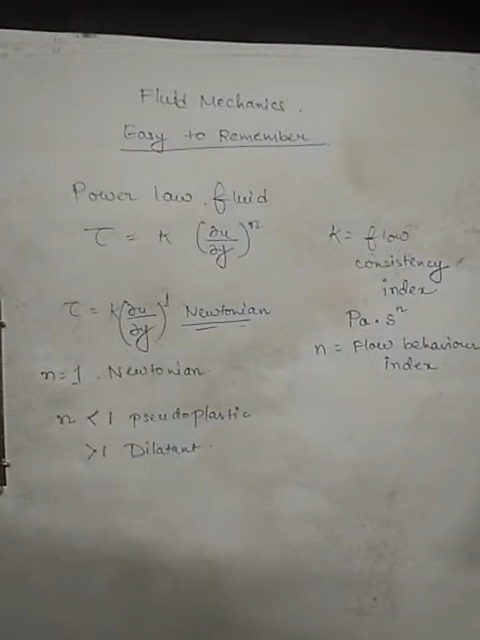 Fluid Mechanics.
Easy to Remember
Power law fluid
τ = K (∂u/∂y)^n
τ = K(∂u/∂y)^1 Newtonian
n=1. Newtonian
n < 1 pseudoplastic
>1 Dilatant.
K = flow
consistency
index
Pa·s^n
n = Flow behaviour
index